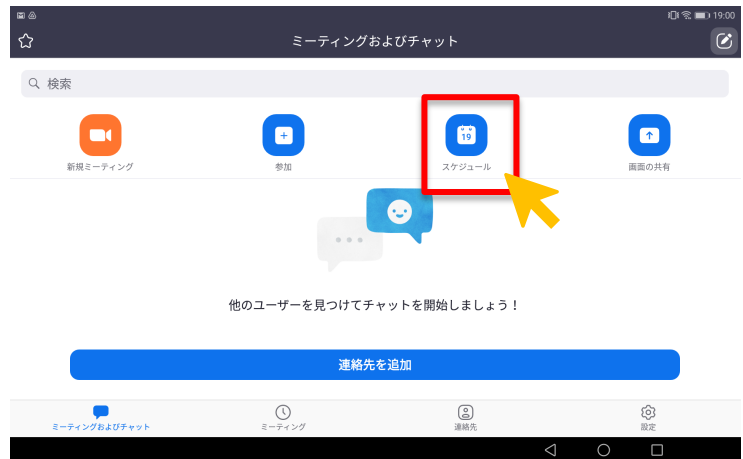 19:00
ミーティングおよびチャット
検索
19
新規ミーティング
参加
スケジュール
画面の共有
他のユーザーを見つけてチャットを開始しましょう！
連絡先を追加
ミーティングおよびチャット
ミーティング
連絡先
設定